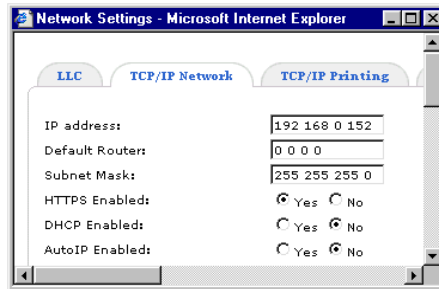 Network Settings - Microsoft Internet Explorer
LLC TCP/IP Network TCP/IP Printing
IP address: 192 168 0 152
Default Router: 0 0 0 0
Subnet Mask: 255 255 255 0
HTTPS Enabled: Yes No
DHCP Enabled: Yes No
AutoIP Enabled: Yes No